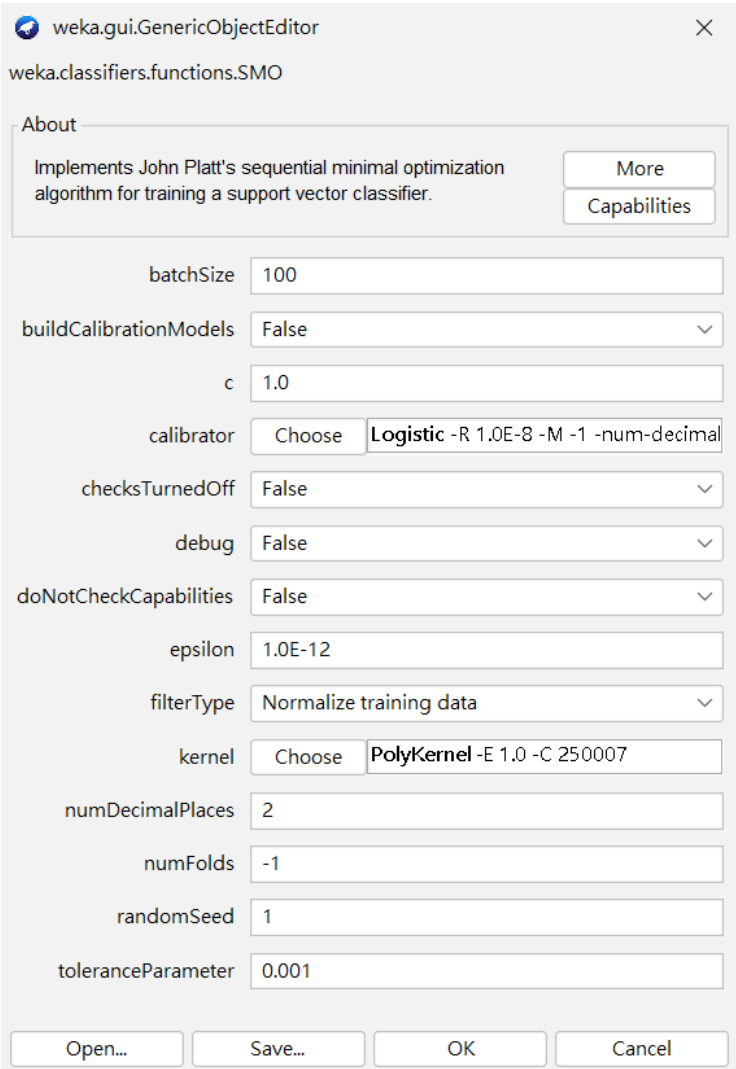 weka.gui.GenericObjectEditor
weka.classifiers.functions.SMO
About
Implements John Platt's sequential minimal optimization
algorithm for training a support vector classifier.
More
Capabilities
batchSize 100
buildCalibrationModels False
c 1.0
calibrator Choose Logistic -R 1.0E-8 -M -1 -num-decimal
checksTurnedOff False
debug False
doNotCheckCapabilities False
epsilon 1.0E-12
filterType Normalize training data
kernel Choose PolyKernel -E 1.0 -C 250007
numDecimalPlaces 2
numFolds -1
randomSeed 1
toleranceParameter 0.001
Open... Save... OK Cancel